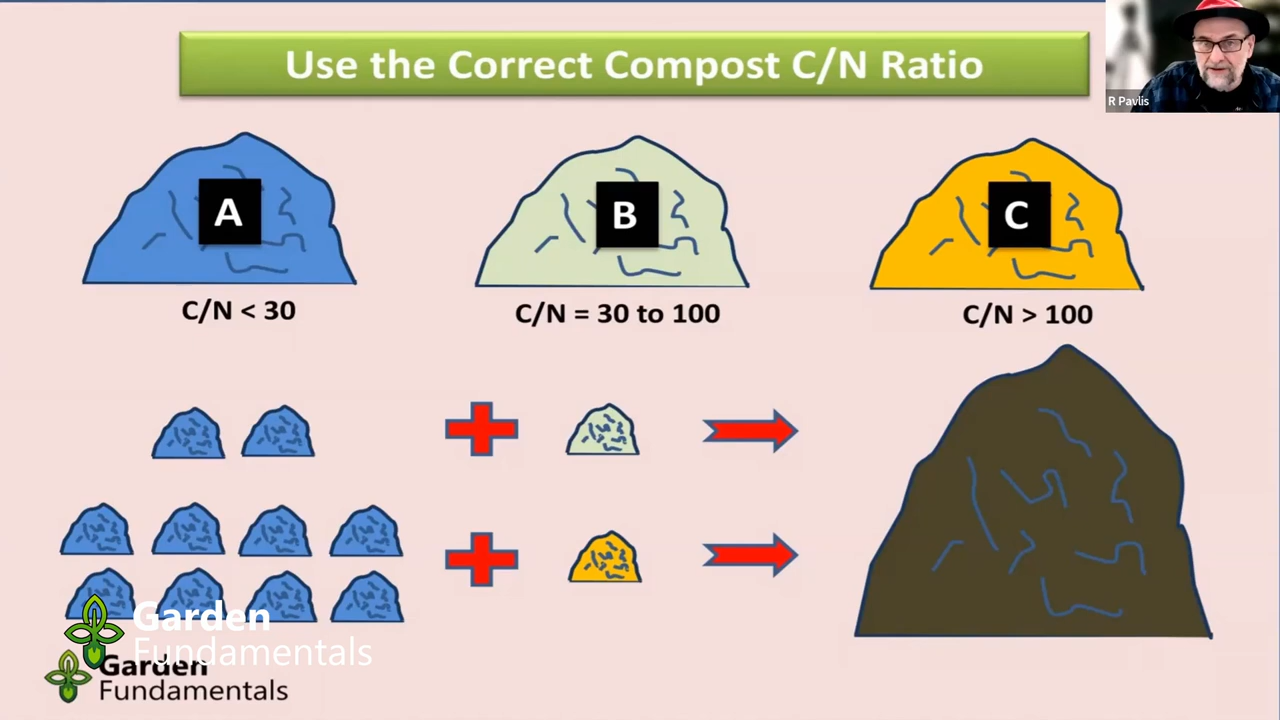 Use the Correct Compost C/N Ratio
R Pavlis
A
B
C
C/N < 30
C/N = 30 to 100
C/N > 100
Garden
Fundamentals
Garden
Fundamentals